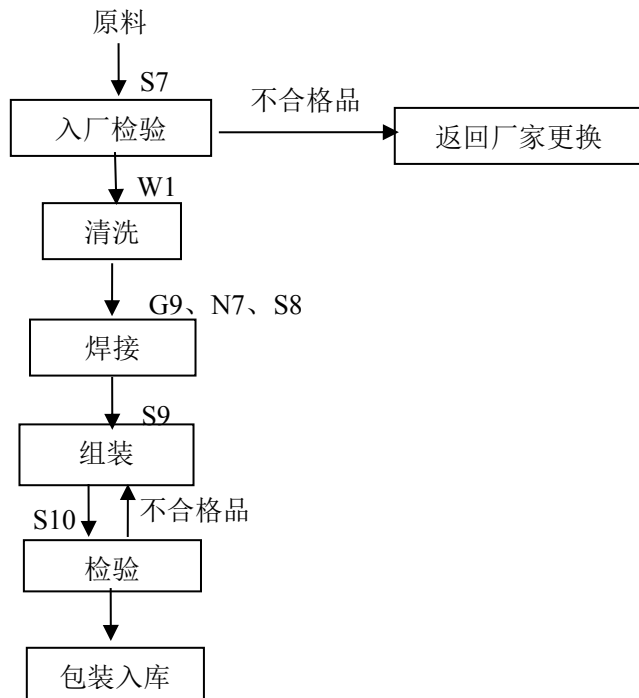 原料
S7
不合格品
入厂检验
返回厂家更换
W1
清洗
G9、N7、S8
焊接
S9
组装
S10
不合格品
检验
包装入库